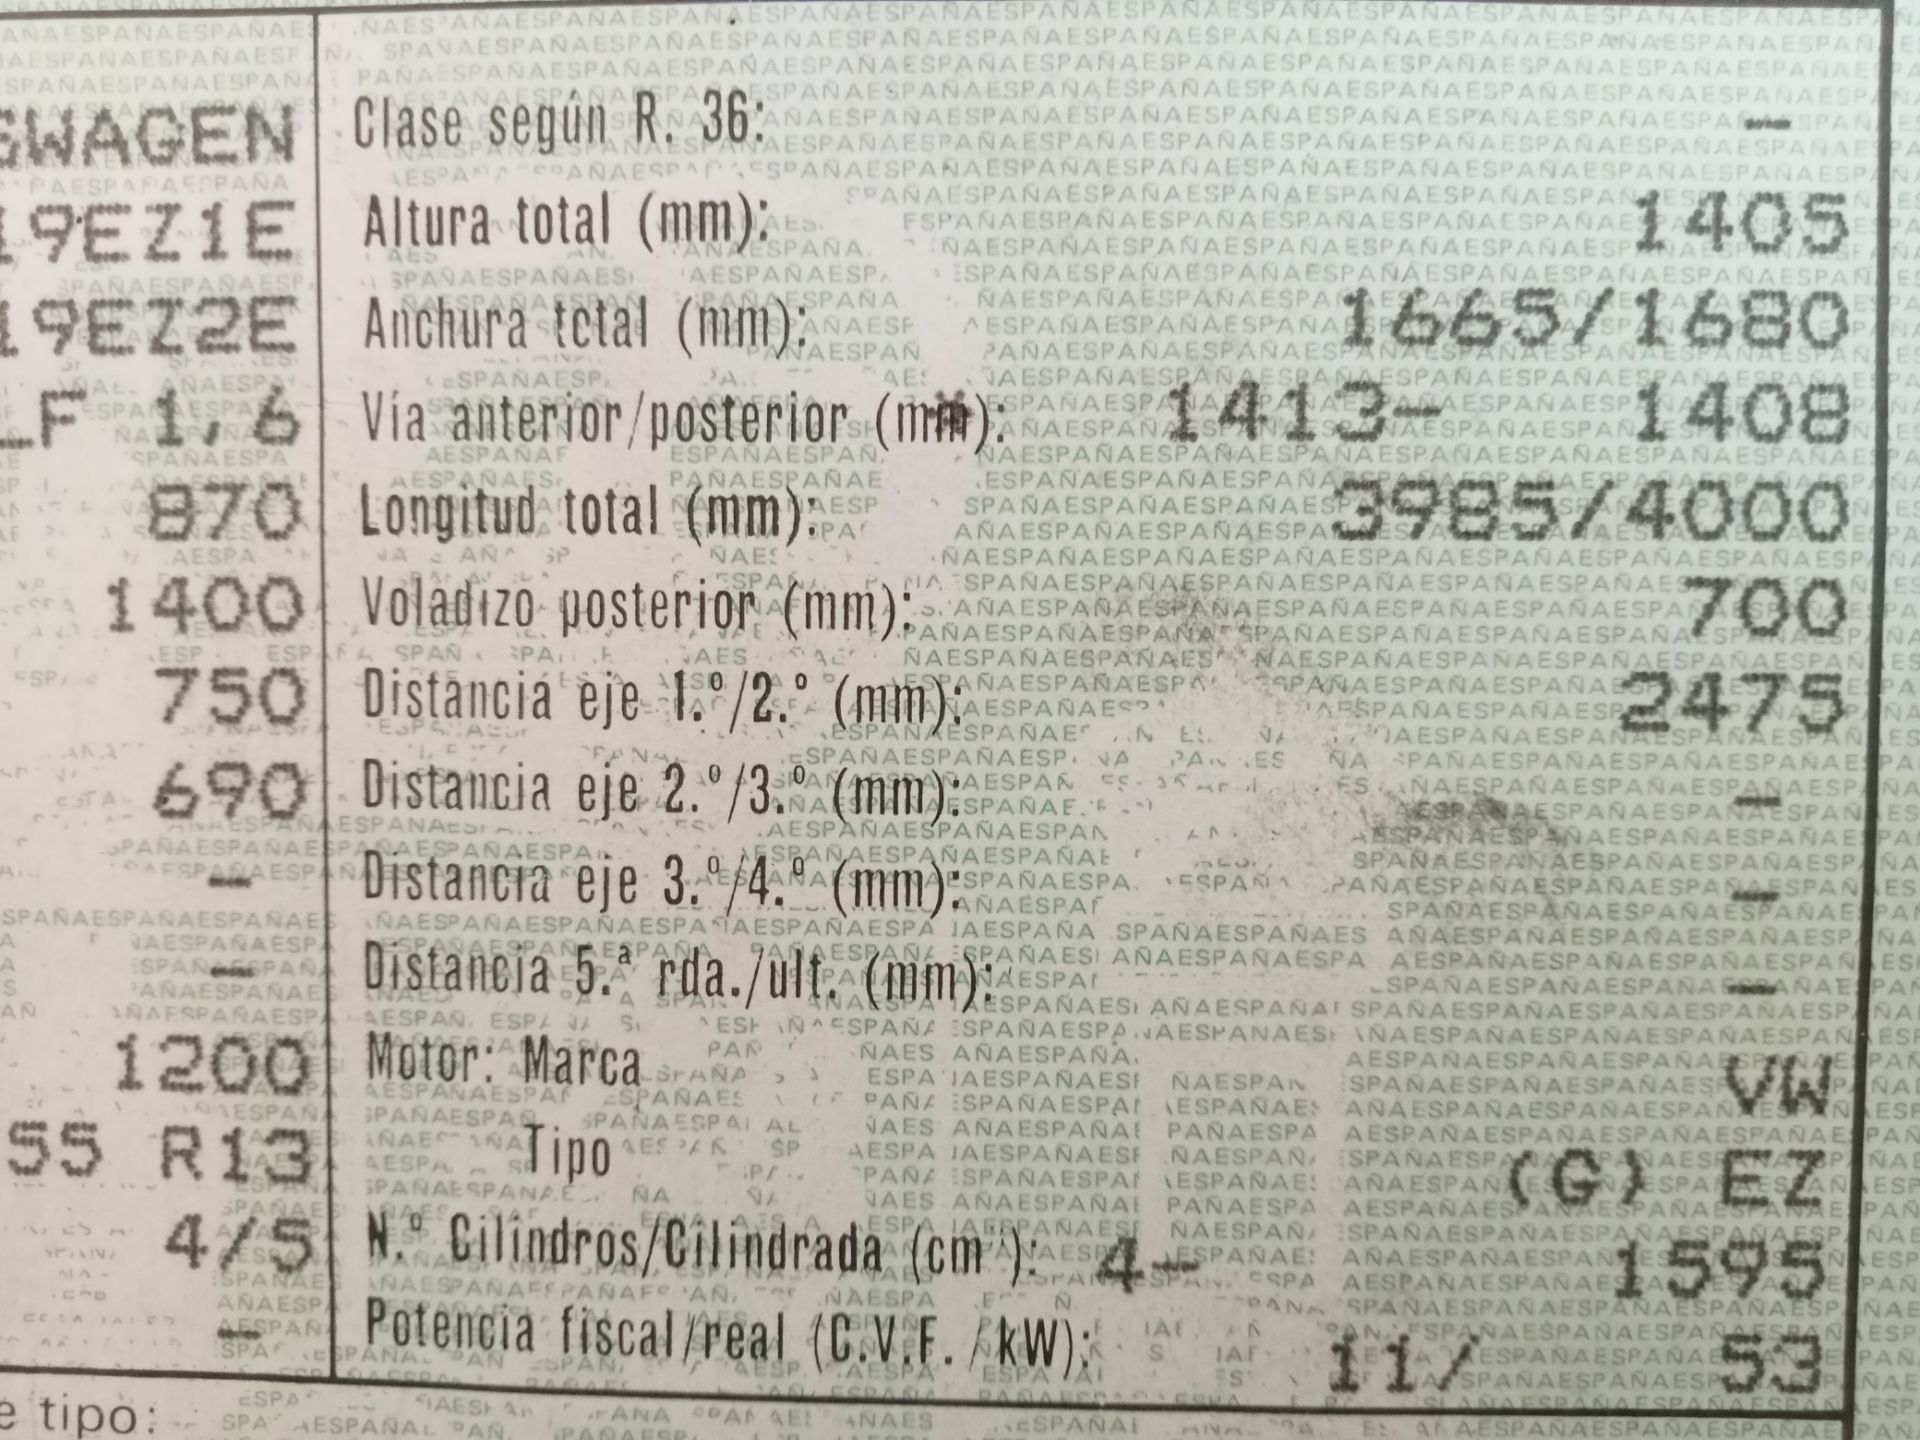 SWAGEN Clase según R. 36: -
19EZ1E Altura total (mm): 1405
19EZ2E Anchura total (mm): 1665/1680
LF 1,6 Vía anterior/posterior (mm): 1413- 1408
870 Longitud total (mm): 3985/4000
1400 Voladizo posterior (mm): 700
750 Distancia eje 1.º/2.º (mm): 2475
690 Distancia eje 2.º/3.º (mm): -
- Distancia eje 3.º/4.º (mm): -
- Distancia 5.ª rda./ult. (mm): -
1200 Motor: Marca VW
55 R13 Tipo (G) EZ
4/5 N.º Cilindros/Cilindrada (cm³): 4- 1595
- Potencia fiscal/real (C.V.F./kW): 11/ 53
e tipo: